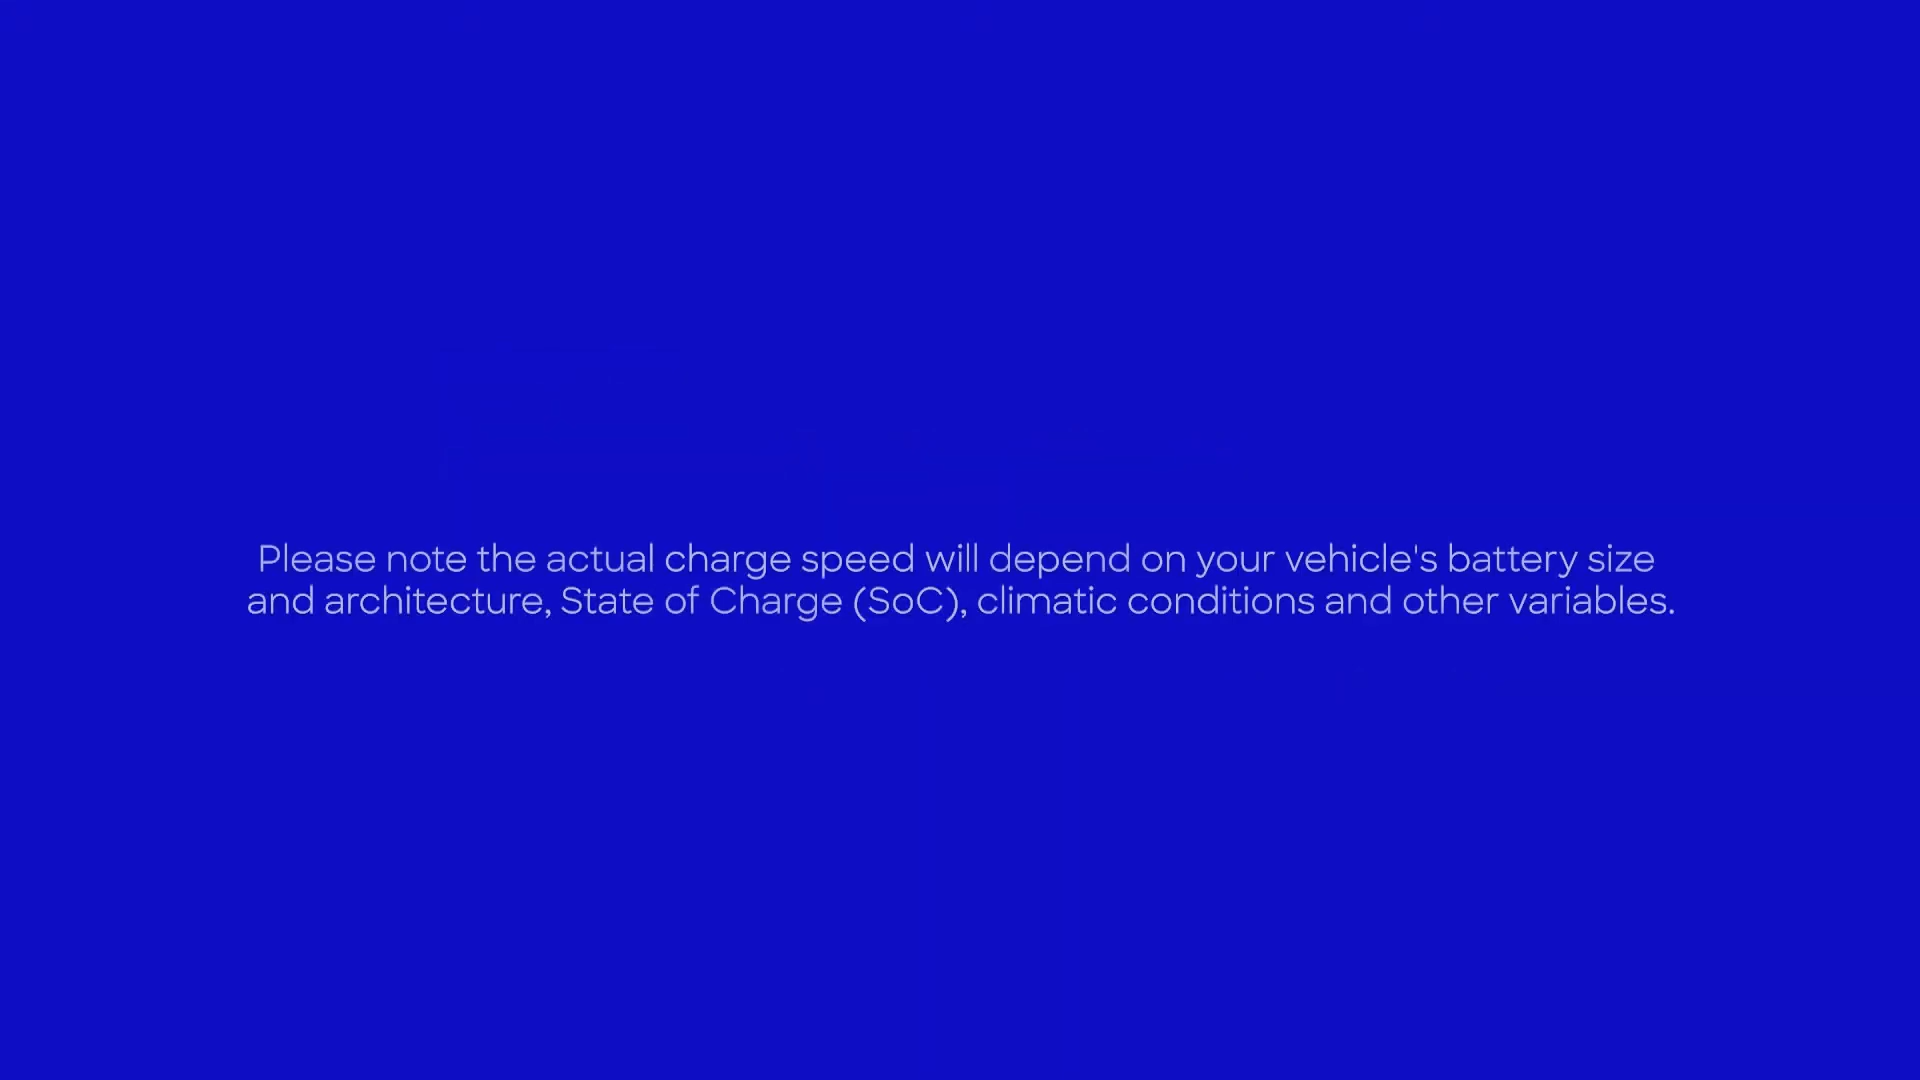 Please note the actual charge speed will depend on your vehicle's battery size
and architecture, State of Charge (SoC), climatic conditions and other variables.